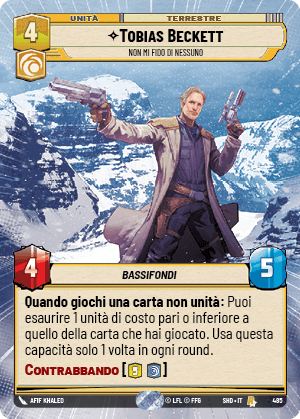 UNITÀ TERRESTRE
4
✧TOBIAS BECKETT
NON MI FIDO DI NESSUNO
4
BASSIFONDI
5
Quando giochi una carta non unità: Puoi
esaurire 1 unità di costo pari o inferiore a
quello della carta che hai giocato. Usa questa
capacità solo 1 volta in ogni round.
CONTRABBANDO [5 ]
AFIF KHALED
© LFL © FFG
SHD • IT
485